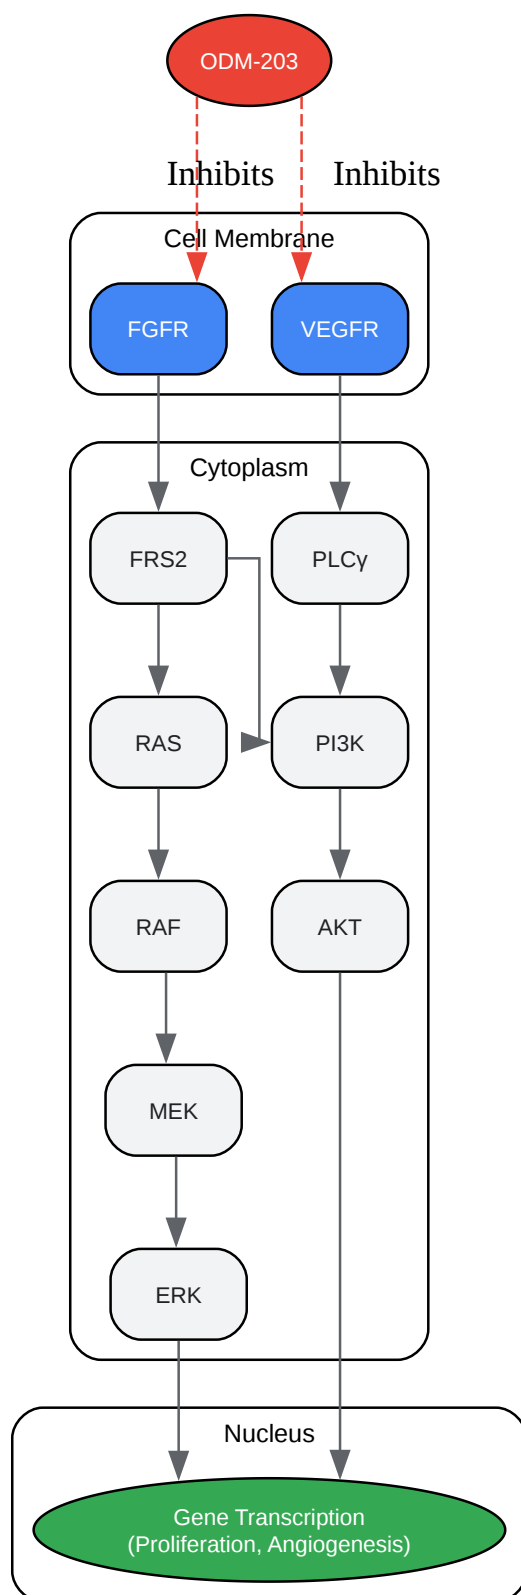 ODM-203
Inhibits
Inhibits
Cell Membrane
FGFR
VEGFR
Cytoplasm
FRS2
PLCγ
RAS
PI3K
RAF
AKT
MEK
ERK
Nucleus
Gene Transcription
(Proliferation, Angiogenesis)